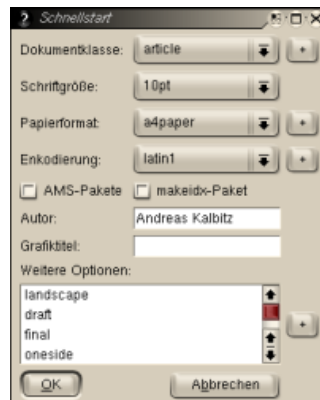 Schnellstart
Dokumentklasse: article
Schriftgröße: 10pt
Papierformat: a4paper
Enkodierung: latin1
AMS-Pakete makeidx-Paket
Autor: Andreas Kalbitz
Grafiktitel:
Weitere Optionen:
landscape
draft
final
oneside
OK Abbrechen